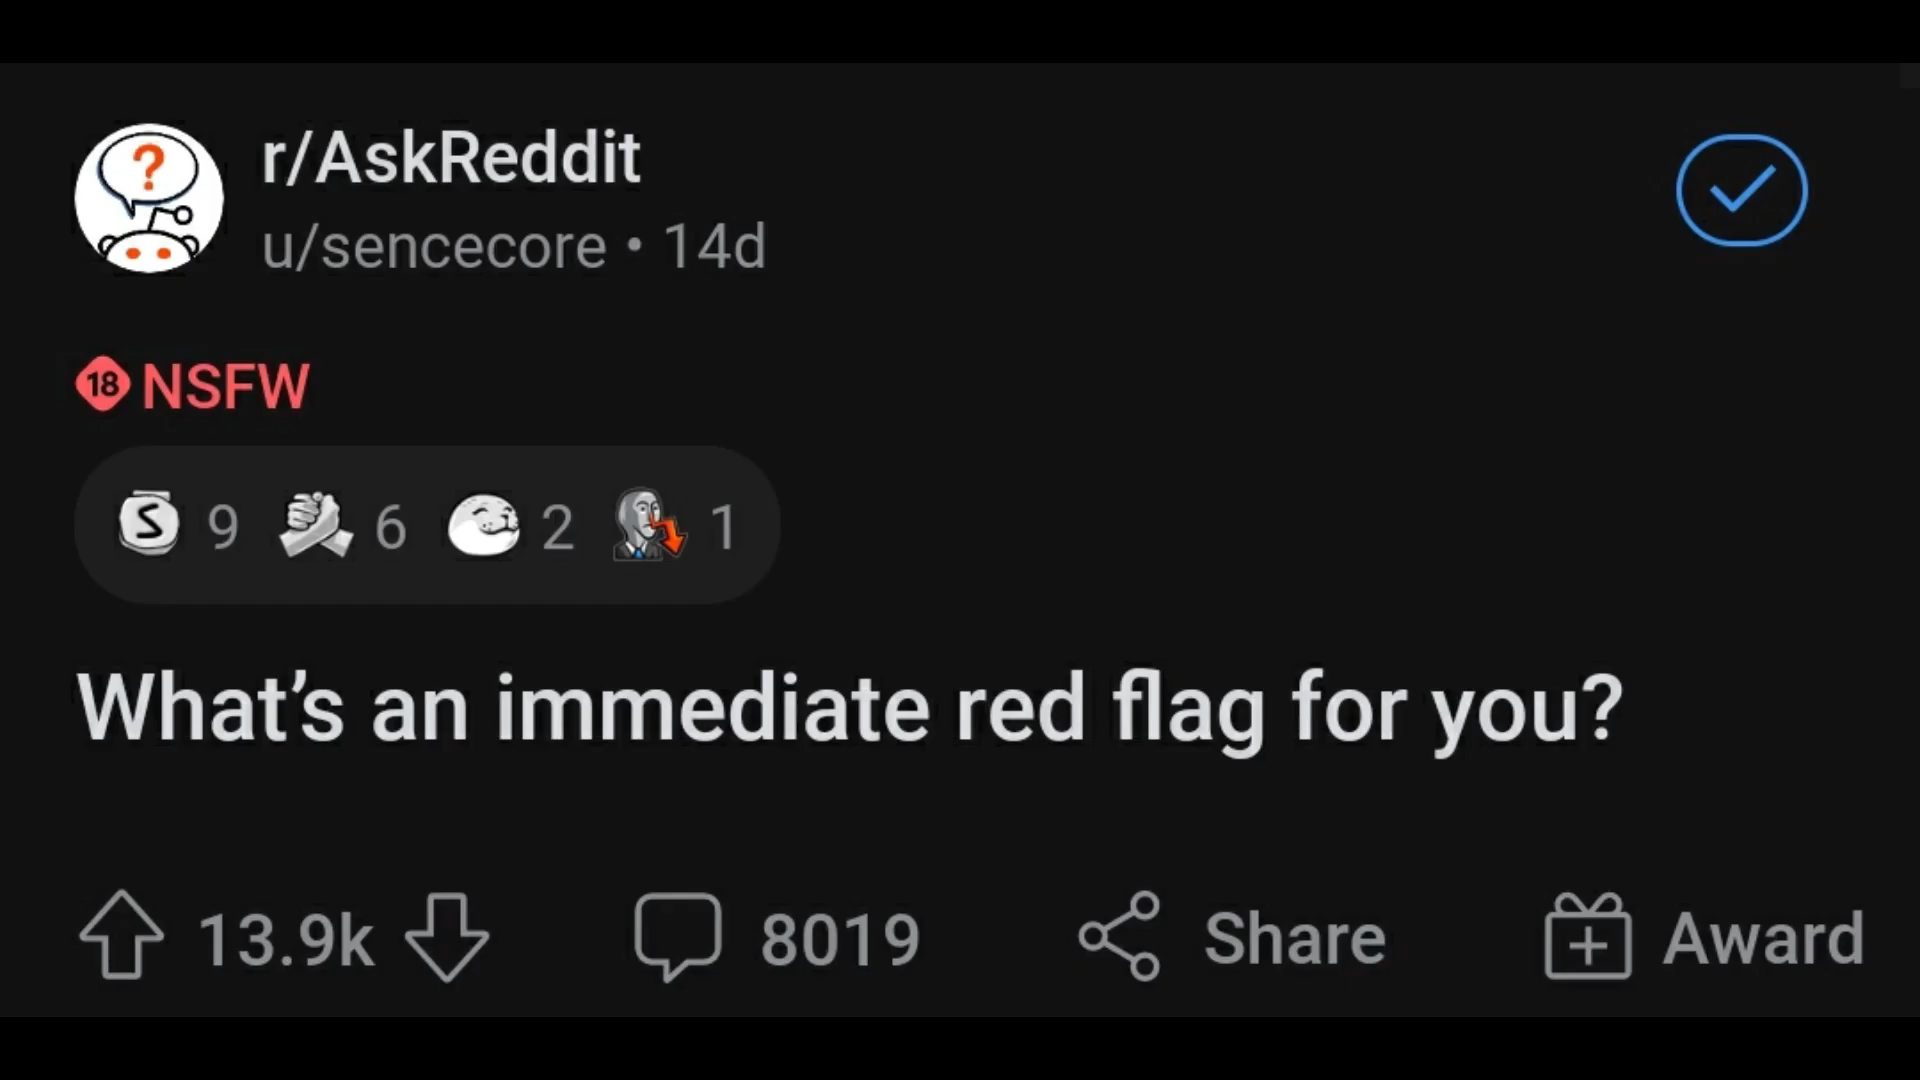 ?
r/AskReddit
u/sencecore • 14d
18 NSFW
S 9 6 2 1
What’s an immediate red flag for you?
13.9k 8019 Share Award